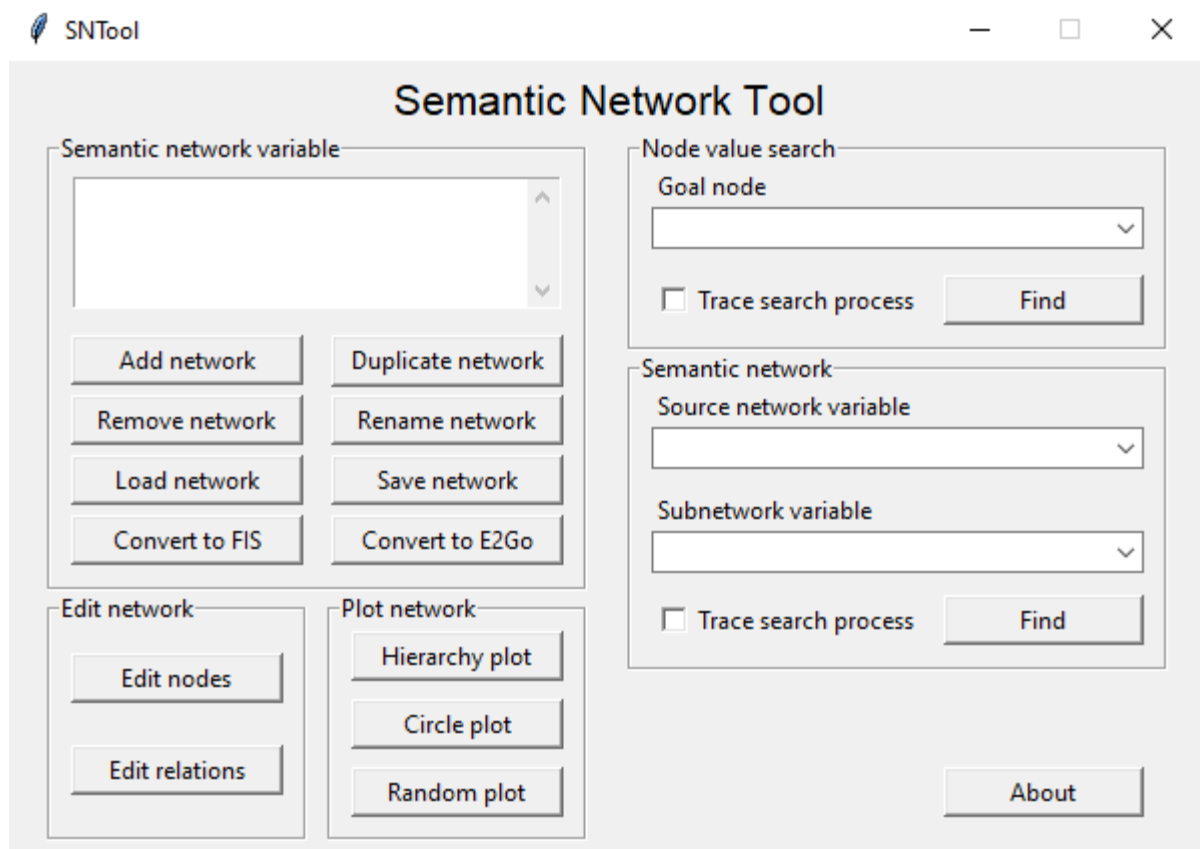 SNTool
Semantic Network Tool
Semantic network variable
Add network
Duplicate network
Remove network
Rename network
Load network
Save network
Convert to FIS
Convert to E2Go
Edit network
Edit nodes
Edit relations
Plot network
Hierarchy plot
Circle plot
Random plot
Node value search
Goal node
Trace search process
Find
Semantic network
Source network variable
Subnetwork variable
Trace search process
Find
About